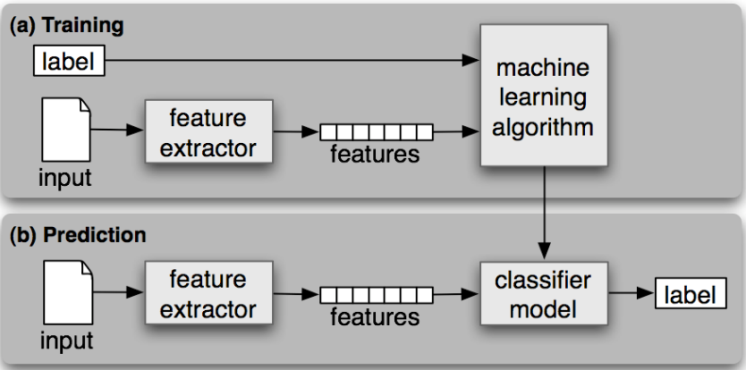 (a) Training
label
machine
learning
algorithm
feature
extractor
features
input
(b) Prediction
feature
extractor
features
classifier
model
label
input